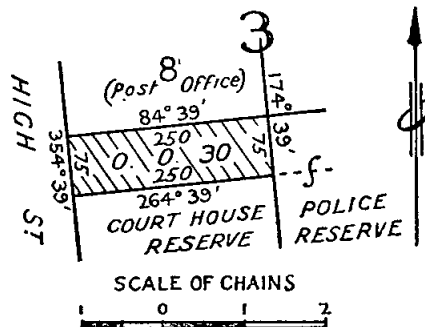 3
8'
(Post Office)
84° 39'
174° 39'
HIGH ST.
354° 39'
250
75
0. 0. 30
75
250
264° 39'
f
COURT HOUSE
RESERVE
POLICE
RESERVE
SCALE OF CHAINS
1 0 1 2